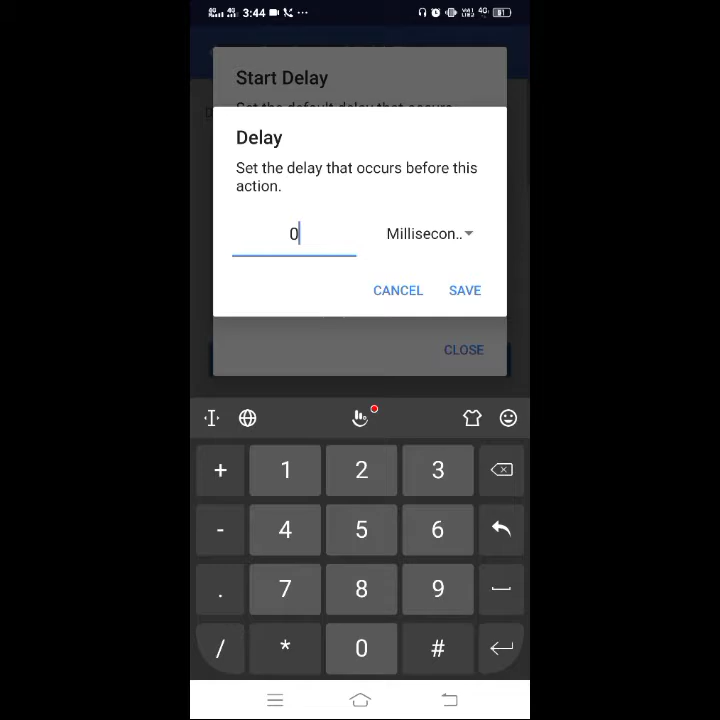 3:44
4G
Start Delay
Delay
Set the delay that occurs before this
action.
0 Millisecon..
CANCEL SAVE
CLOSE
+ 1 2 3
- 4 5 6
. 7 8 9
/ * 0 #